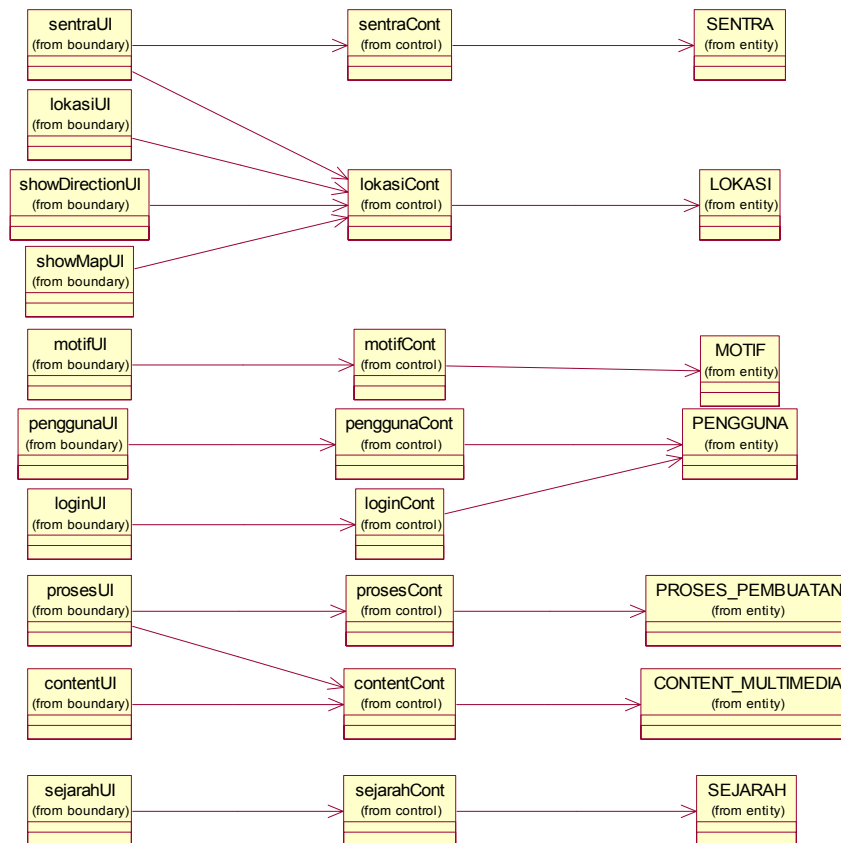 sentraUI
(from boundary)
sentraCont
(from control)
SENTRA
(from entity)
lokasiUI
(from boundary)
showDirectionUI
(from boundary)
lokasiCont
(from control)
LOKASI
(from entity)
showMapUI
(from boundary)
motifUI
(from boundary)
motifCont
(from control)
MOTIF
(from entity)
penggunaUI
(from boundary)
penggunaCont
(from control)
PENGGUNA
(from entity)
loginUI
(from boundary)
loginCont
(from control)
prosesUI
(from boundary)
prosesCont
(from control)
PROSES_PEMBUATAN
(from entity)
contentUI
(from boundary)
contentCont
(from control)
CONTENT_MULTIMEDIA
(from entity)
sejarahUI
(from boundary)
sejarahCont
(from control)
SEJARAH
(from entity)